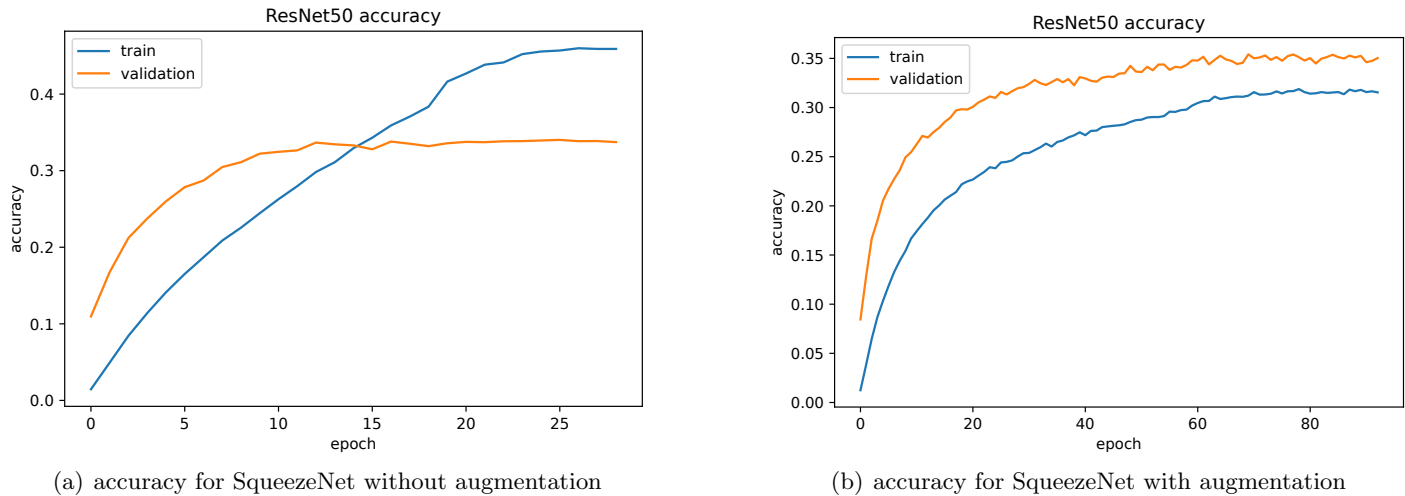 ResNet50 accuracy
train
validation
accuracy
0.4
0.3
0.2
0.1
0.0
0 5 10 15 20 25
epoch
(a) accuracy for SqueezeNet without augmentation
ResNet50 accuracy
train
validation
accuracy
0.35
0.30
0.25
0.20
0.15
0.10
0.05
0.00
0 20 40 60 80
epoch
(b) accuracy for SqueezeNet with augmentation